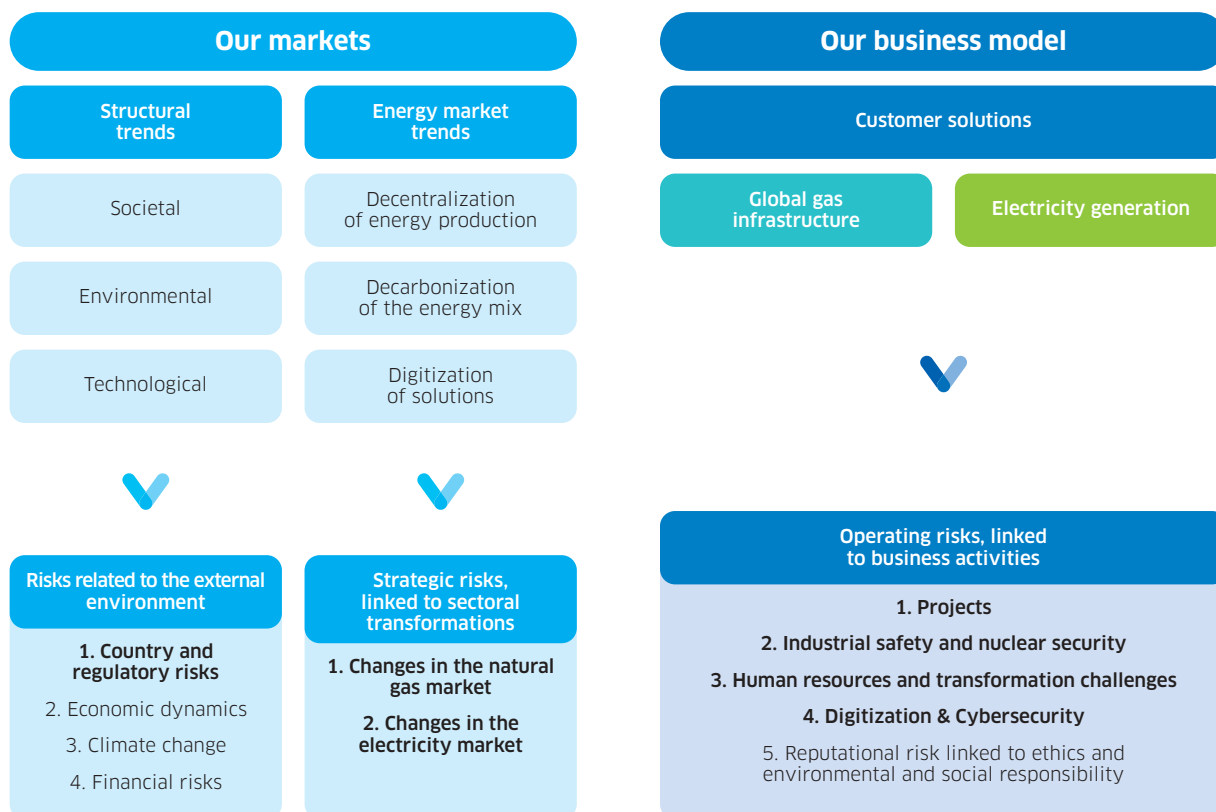 Our markets
Structural
trends
Energy market
trends
Societal
Decentralization
of energy production
Environmental
Decarbonization
of the energy mix
Technological
Digitization
of solutions
Risks related to the external
environment
1. Country and
regulatory risks
2. Economic dynamics
3. Climate change
4. Financial risks
Strategic risks,
linked to sectoral
transformations
1. Changes in the natural
gas market
2. Changes in the
electricity market
Our business model
Customer solutions
Global gas
infrastructure
Electricity generation
Operating risks, linked
to business activities
1. Projects
2. Industrial safety and nuclear security
3. Human resources and transformation challenges
4. Digitization & Cybersecurity
5. Reputational risk linked to ethics and
environmental and social responsibility